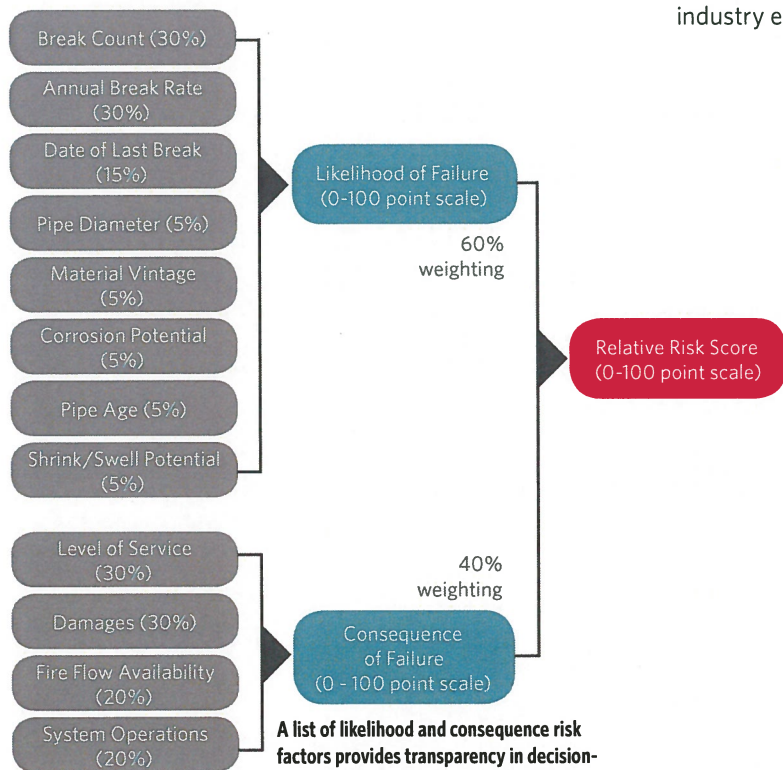 industry e
Break Count (30%)
Annual Break Rate
(30%)
Date of Last Break
(15%)
Pipe Diameter (5%)
Material Vintage
(5%)
Corrosion Potential
(5%)
Pipe Age (5%)
Shrink/Swell Potential
(5%)
Likelihood of Failure
(0-100 point scale)
60%
weighting
Relative Risk Score
(0-100 point scale)
Level of Service
(30%)
Damages (30%)
Fire Flow Availability
(20%)
System Operations
(20%)
40%
weighting
Consequence
of Failure
(0 - 100 point scale)
A list of likelihood and consequence risk
factors provides transparency in decision-